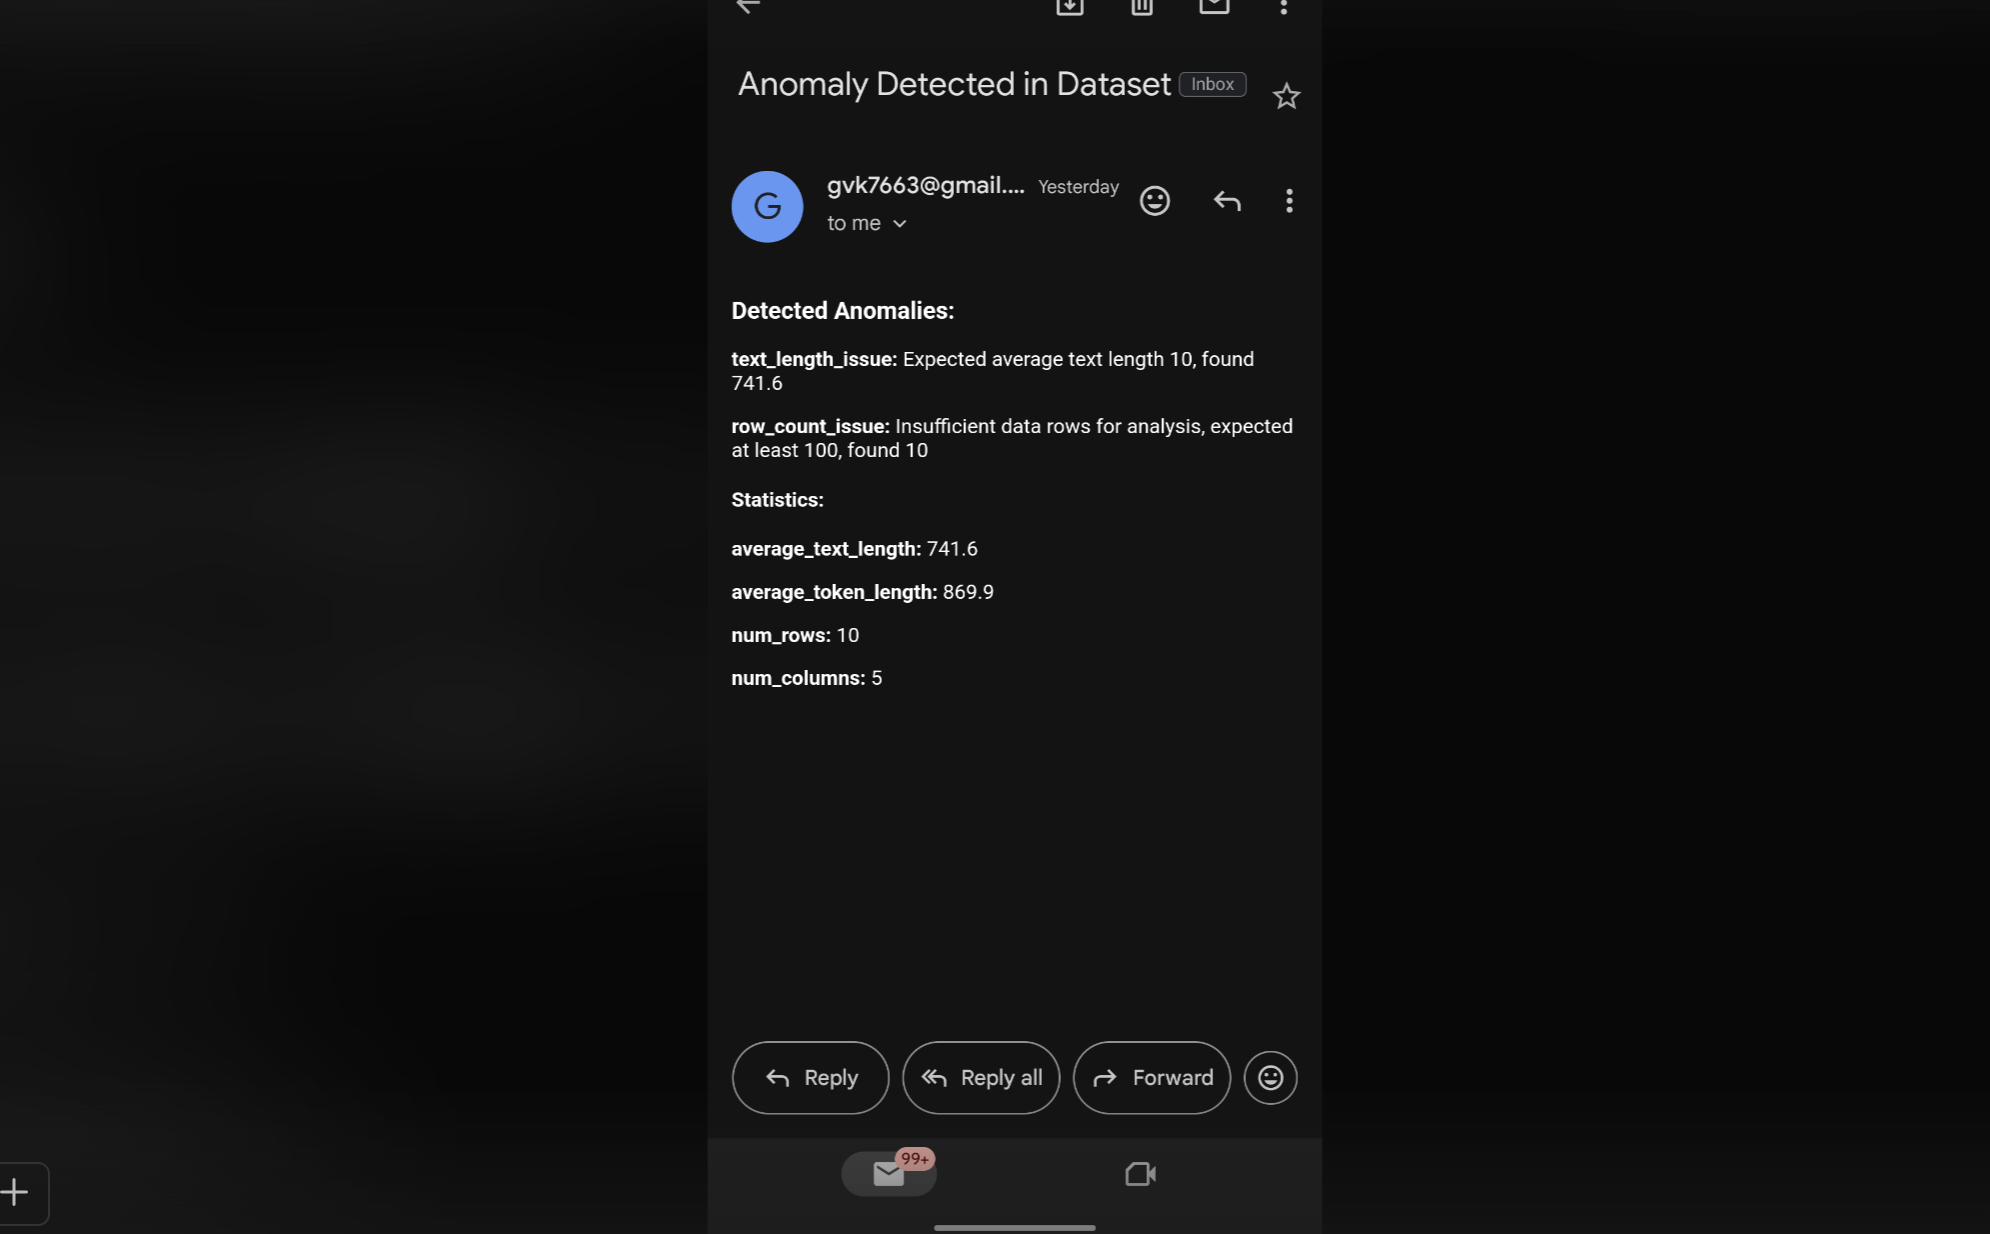 Anomaly Detected in Dataset Inbox
G
gvk7663@gmail.... Yesterday
to me
Detected Anomalies:
text_length_issue: Expected average text length 10, found
741.6
row_count_issue: Insufficient data rows for analysis, expected
at least 100, found 10
Statistics:
average_text_length: 741.6
average_token_length: 869.9
num_rows: 10
num_columns: 5
Reply Reply all Forward
99+